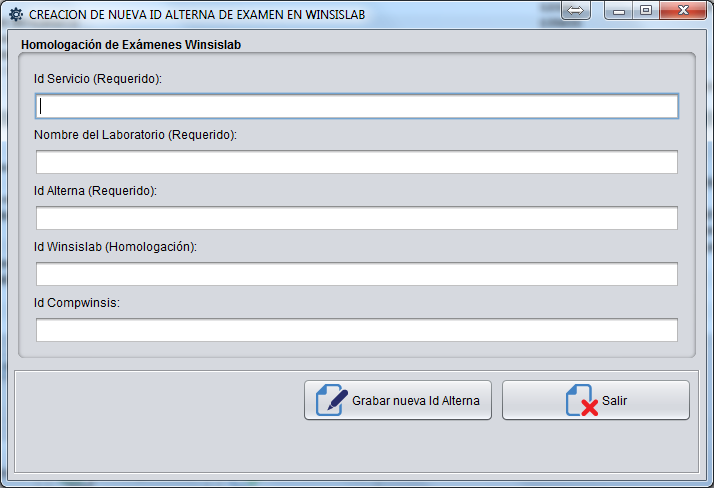 CREACION DE NUEVA ID ALTERNA DE EXAMEN EN WINSISLAB
Homologación de Exámenes Winsislab
Id Servicio (Requerido):
Nombre del Laboratorio (Requerido):
Id Alterna (Requerido):
Id Winsislab (Homologación):
Id Compwinsis:
Grabar nueva Id Alterna
Salir